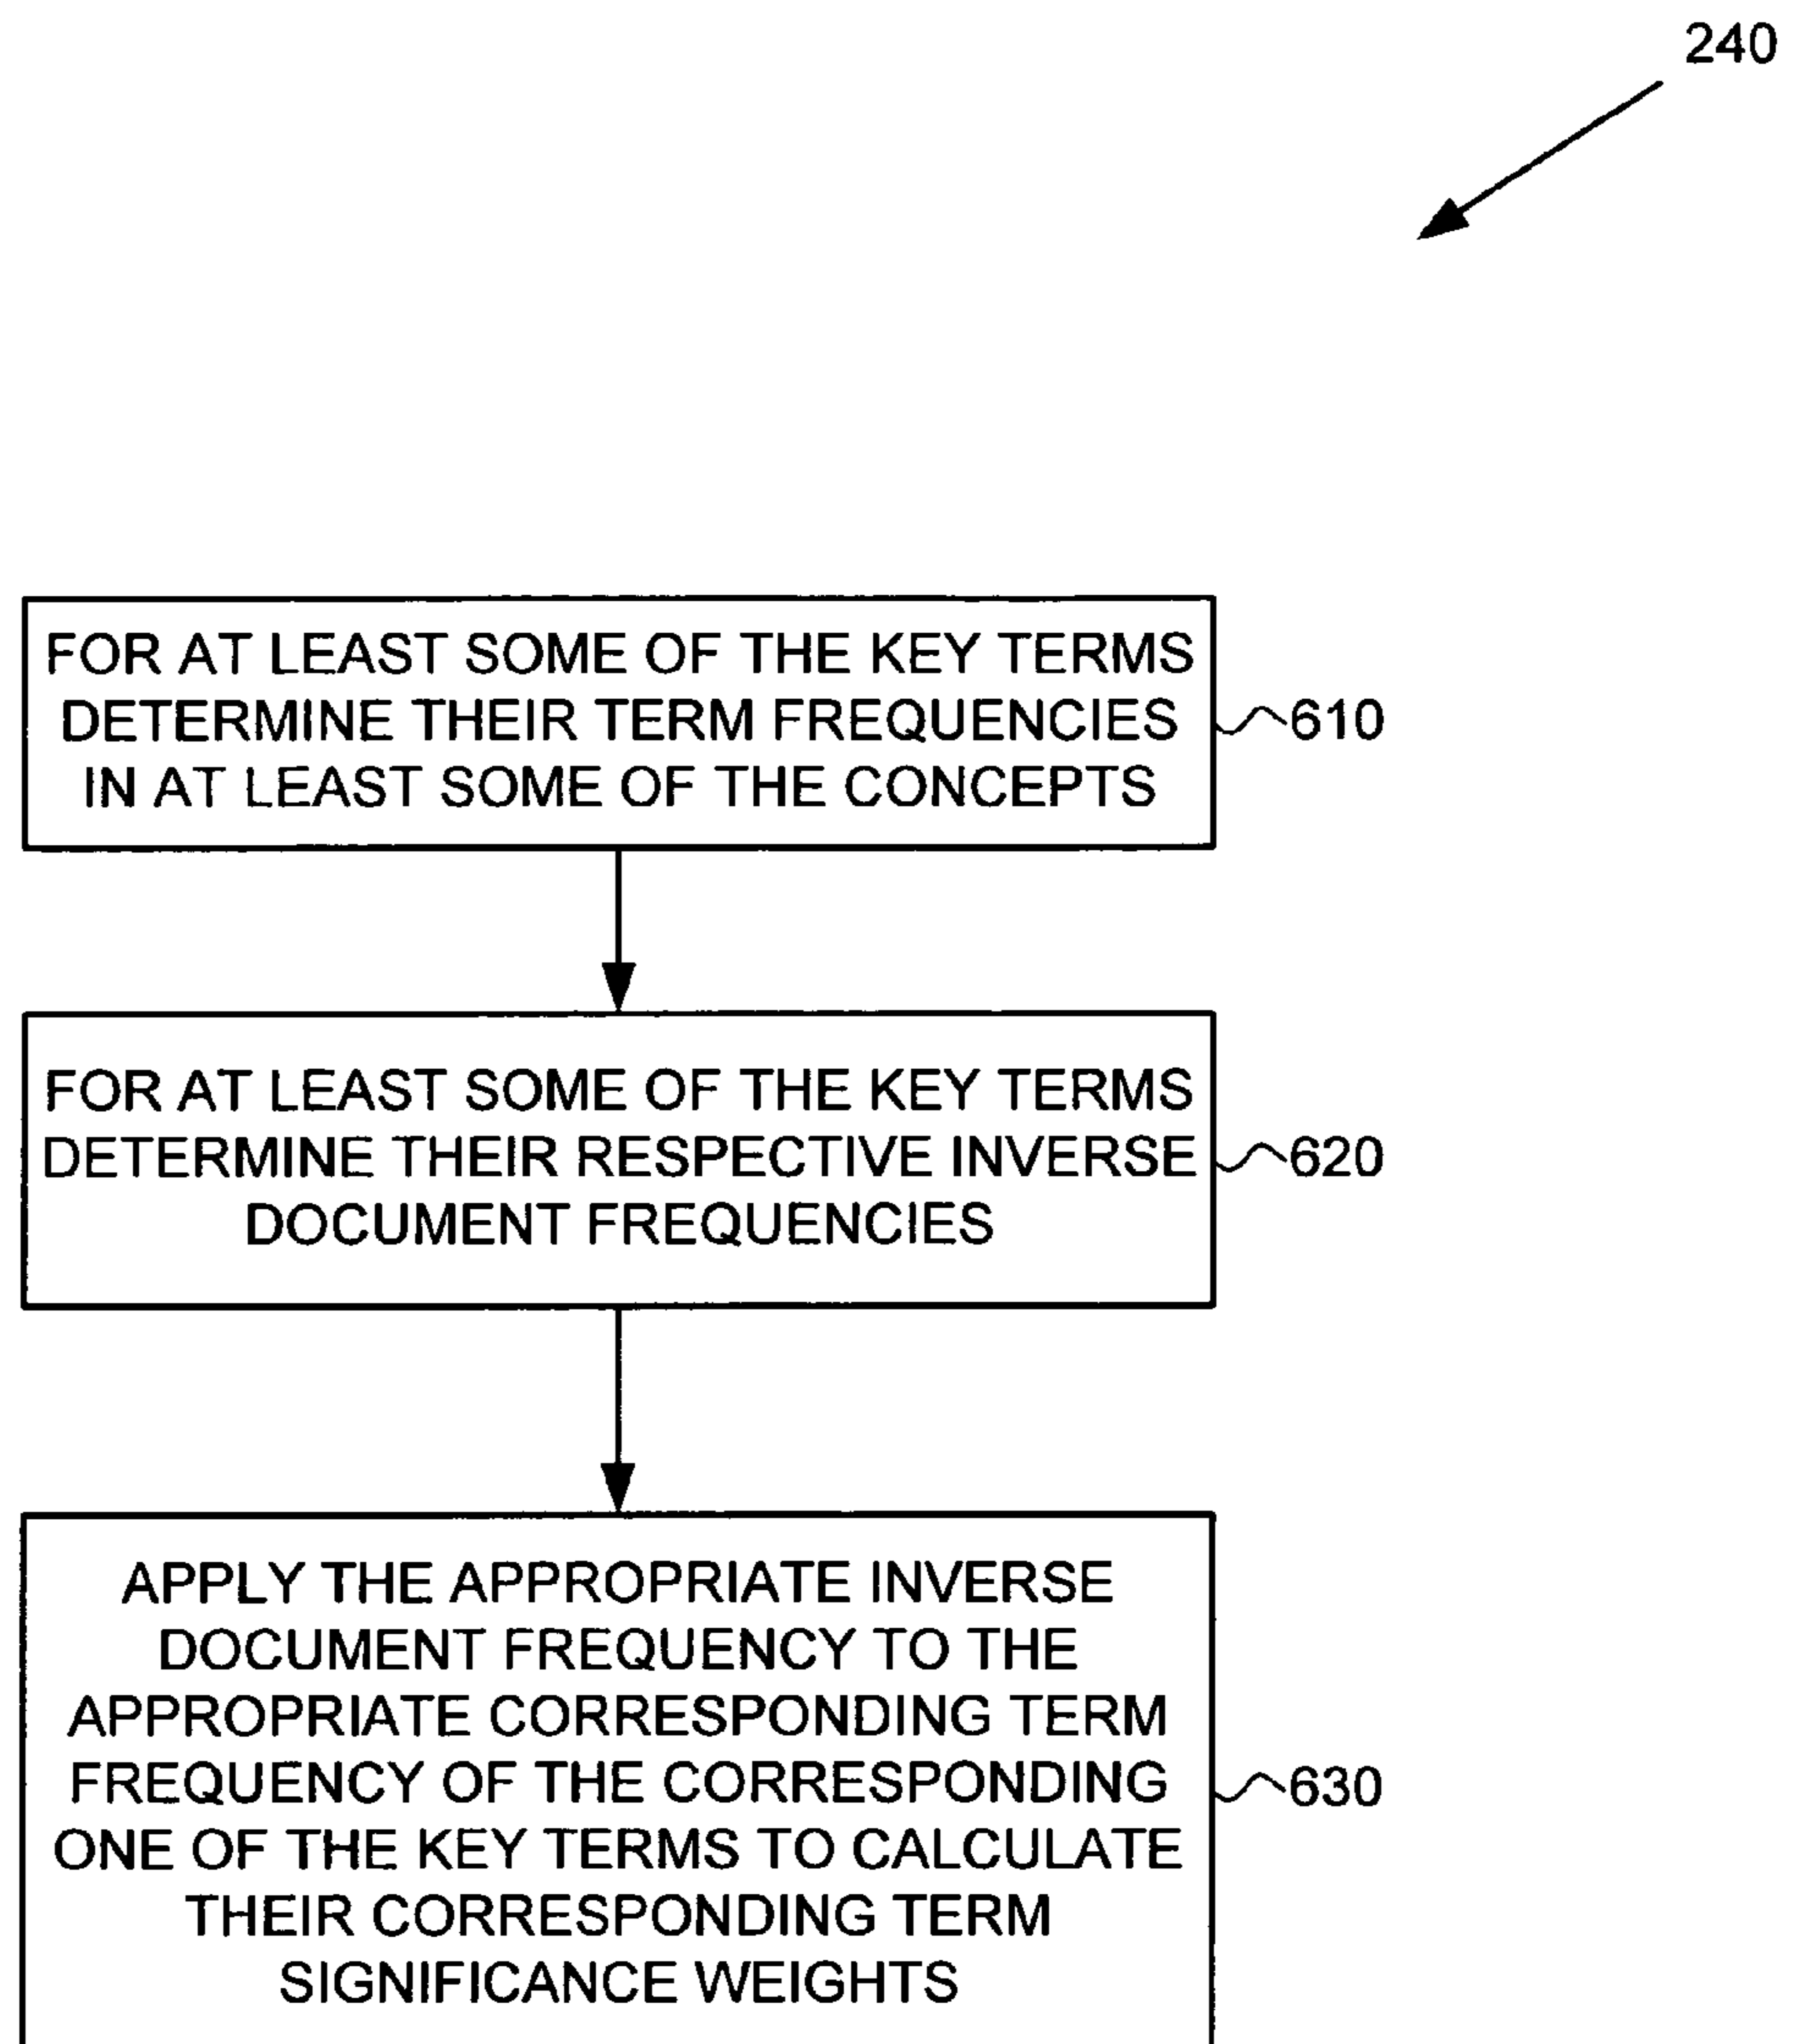 240
FOR AT LEAST SOME OF THE KEY TERMS
DETERMINE THEIR TERM FREQUENCIES
IN AT LEAST SOME OF THE CONCEPTS
610
FOR AT LEAST SOME OF THE KEY TERMS
DETERMINE THEIR RESPECTIVE INVERSE
DOCUMENT FREQUENCIES
620
APPLY THE APPROPRIATE INVERSE
DOCUMENT FREQUENCY TO THE
APPROPRIATE CORRESPONDING TERM
FREQUENCY OF THE CORRESPONDING
ONE OF THE KEY TERMS TO CALCULATE
THEIR CORRESPONDING TERM
SIGNIFICANCE WEIGHTS
630